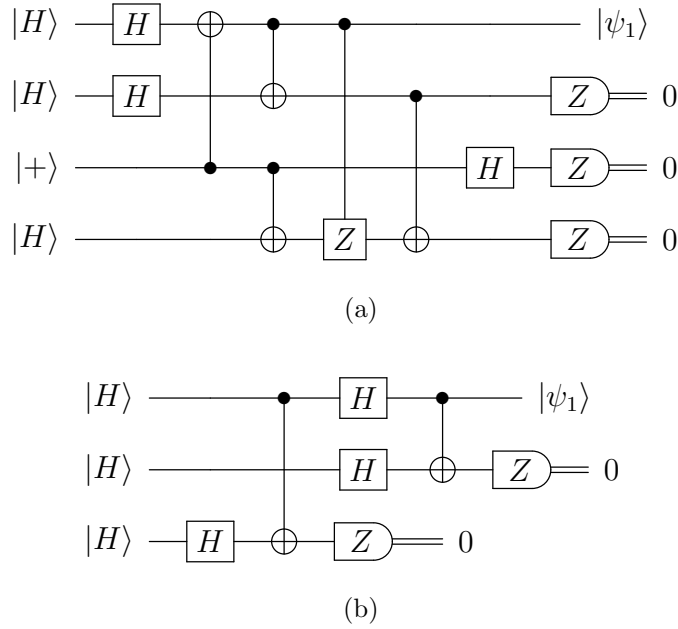 |H⟩ H |ψ₁⟩
|H⟩ H Z 0
|+⟩ H Z 0
|H⟩ Z Z 0
(a)
|H⟩ H |ψ₁⟩
|H⟩ H Z 0
|H⟩ H Z 0
(b)